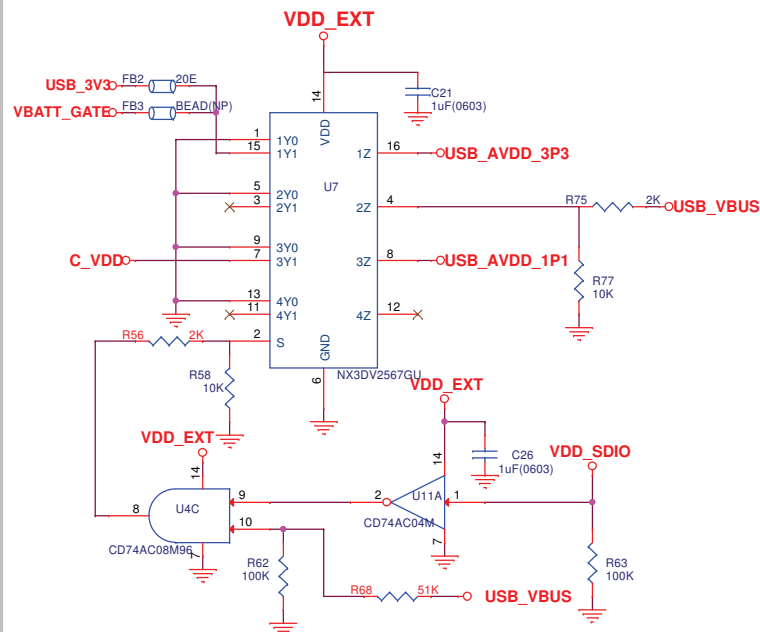 VDD_EXT
USB_3V3 FB2 20E
VBATT_GATE FB3 BEAD(NP)
C21
1uF(0603)
14
VDD
1 1Y0
15 1Y1
1Z 16 USB_AVDD_3P3
U7
5 2Y0
3 2Y1
2Z 4
R75 2K USB_VBUS
9 3Y0
C_VDD 7 3Y1
3Z 8 USB_AVDD_1P1
R77
10K
13 4Y0
11 4Y1
4Z 12
R56 2K 2 S
GND
6
NX3DV2567GU
R58
10K
VDD_EXT
VDD_EXT
14
C26
1uF(0603)
VDD_SDIO
14
U11A
2 1
CD74AC04M
7
U4C
8 9
10
CD74AC08M96
7
R62
100K
R63
100K
R68 51K USB_VBUS